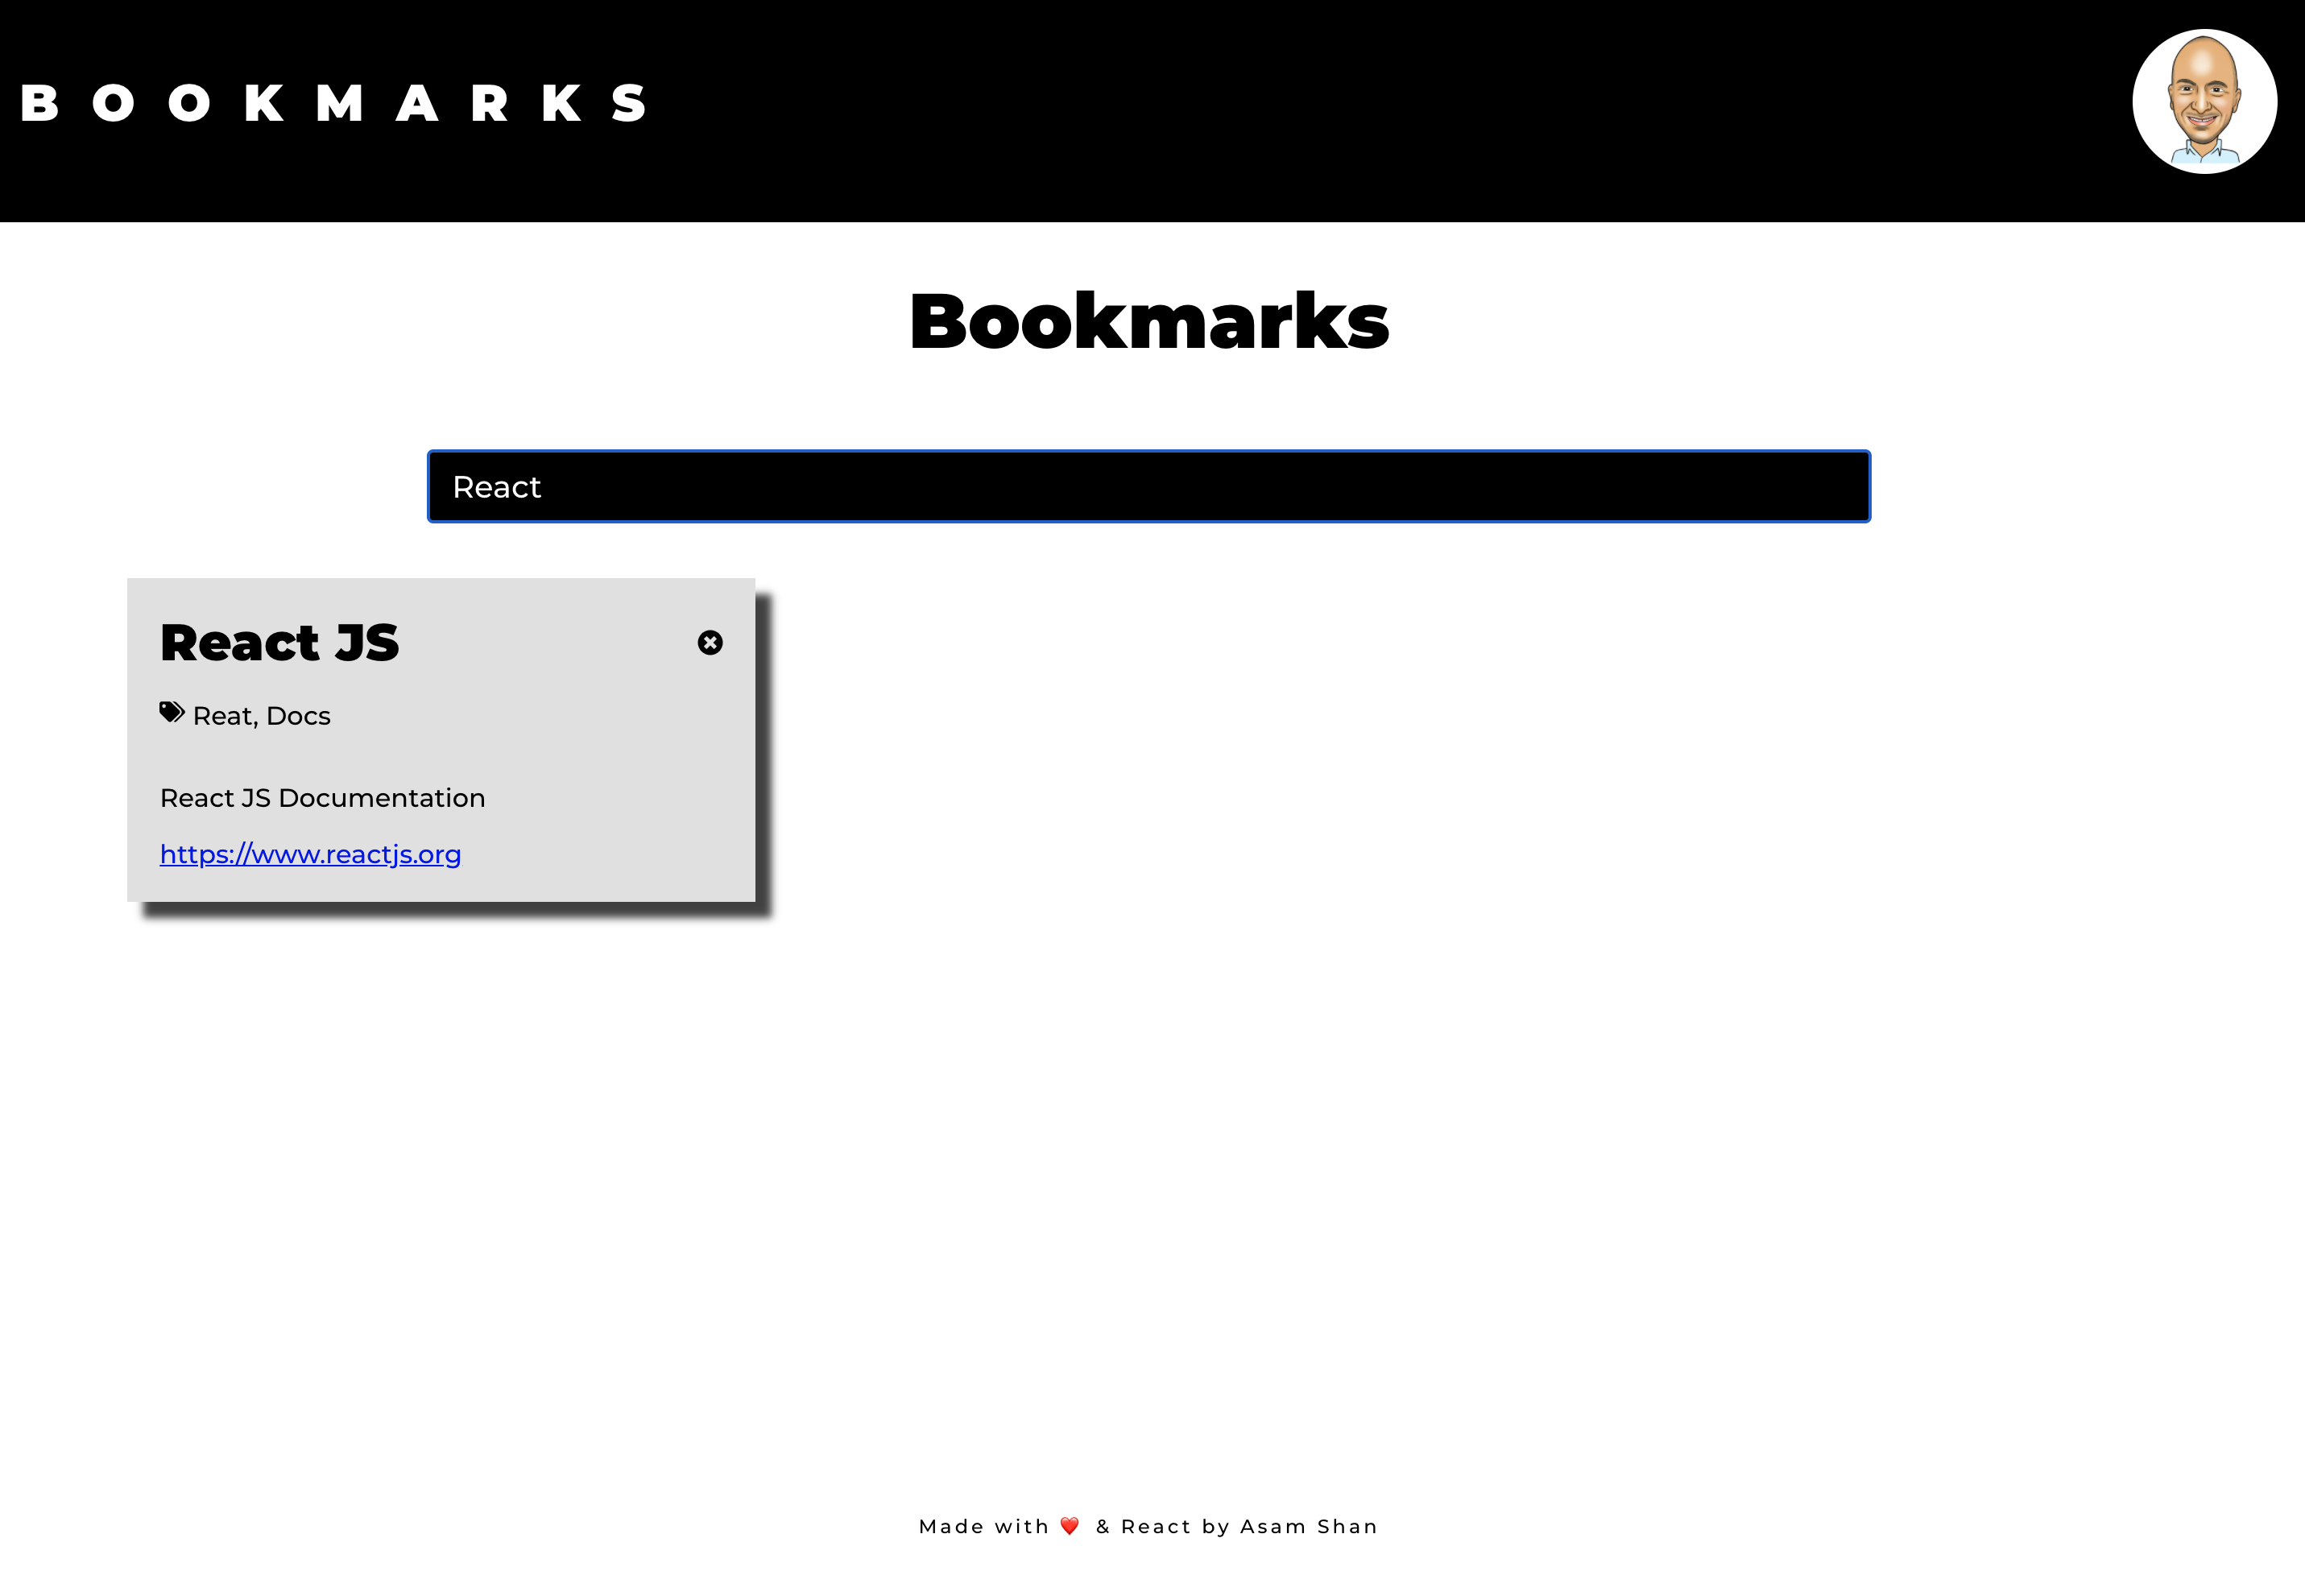 BOOKMARKS
Bookmarks
React
React JS
Reat, Docs
React JS Documentation
https://www.reactjs.org
Made with ❤️ & React by Asam Shan